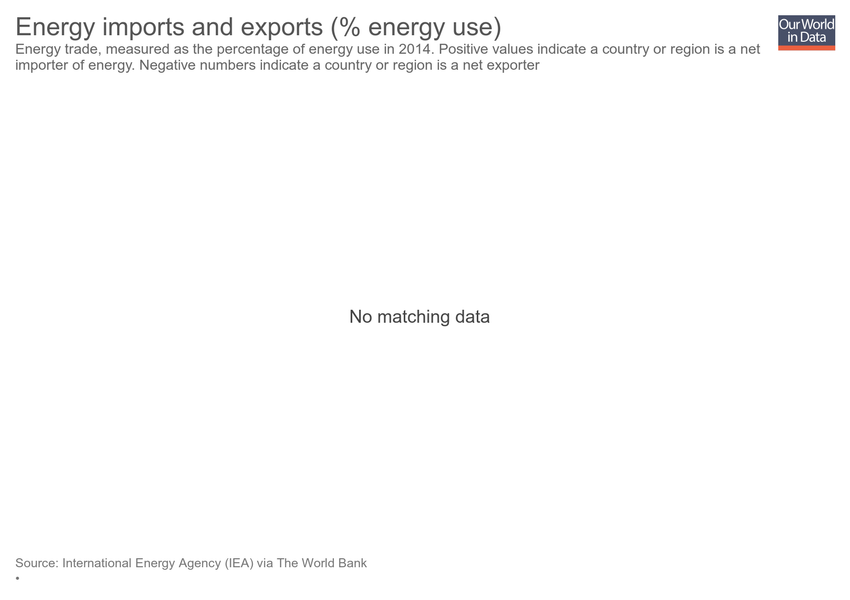 Energy imports and exports (% energy use)
Our World
in Data
Energy trade, measured as the percentage of energy use in 2014. Positive values indicate a country or region is a net
importer of energy. Negative numbers indicate a country or region is a net exporter
No matching data
Source: International Energy Agency (IEA) via The World Bank
•